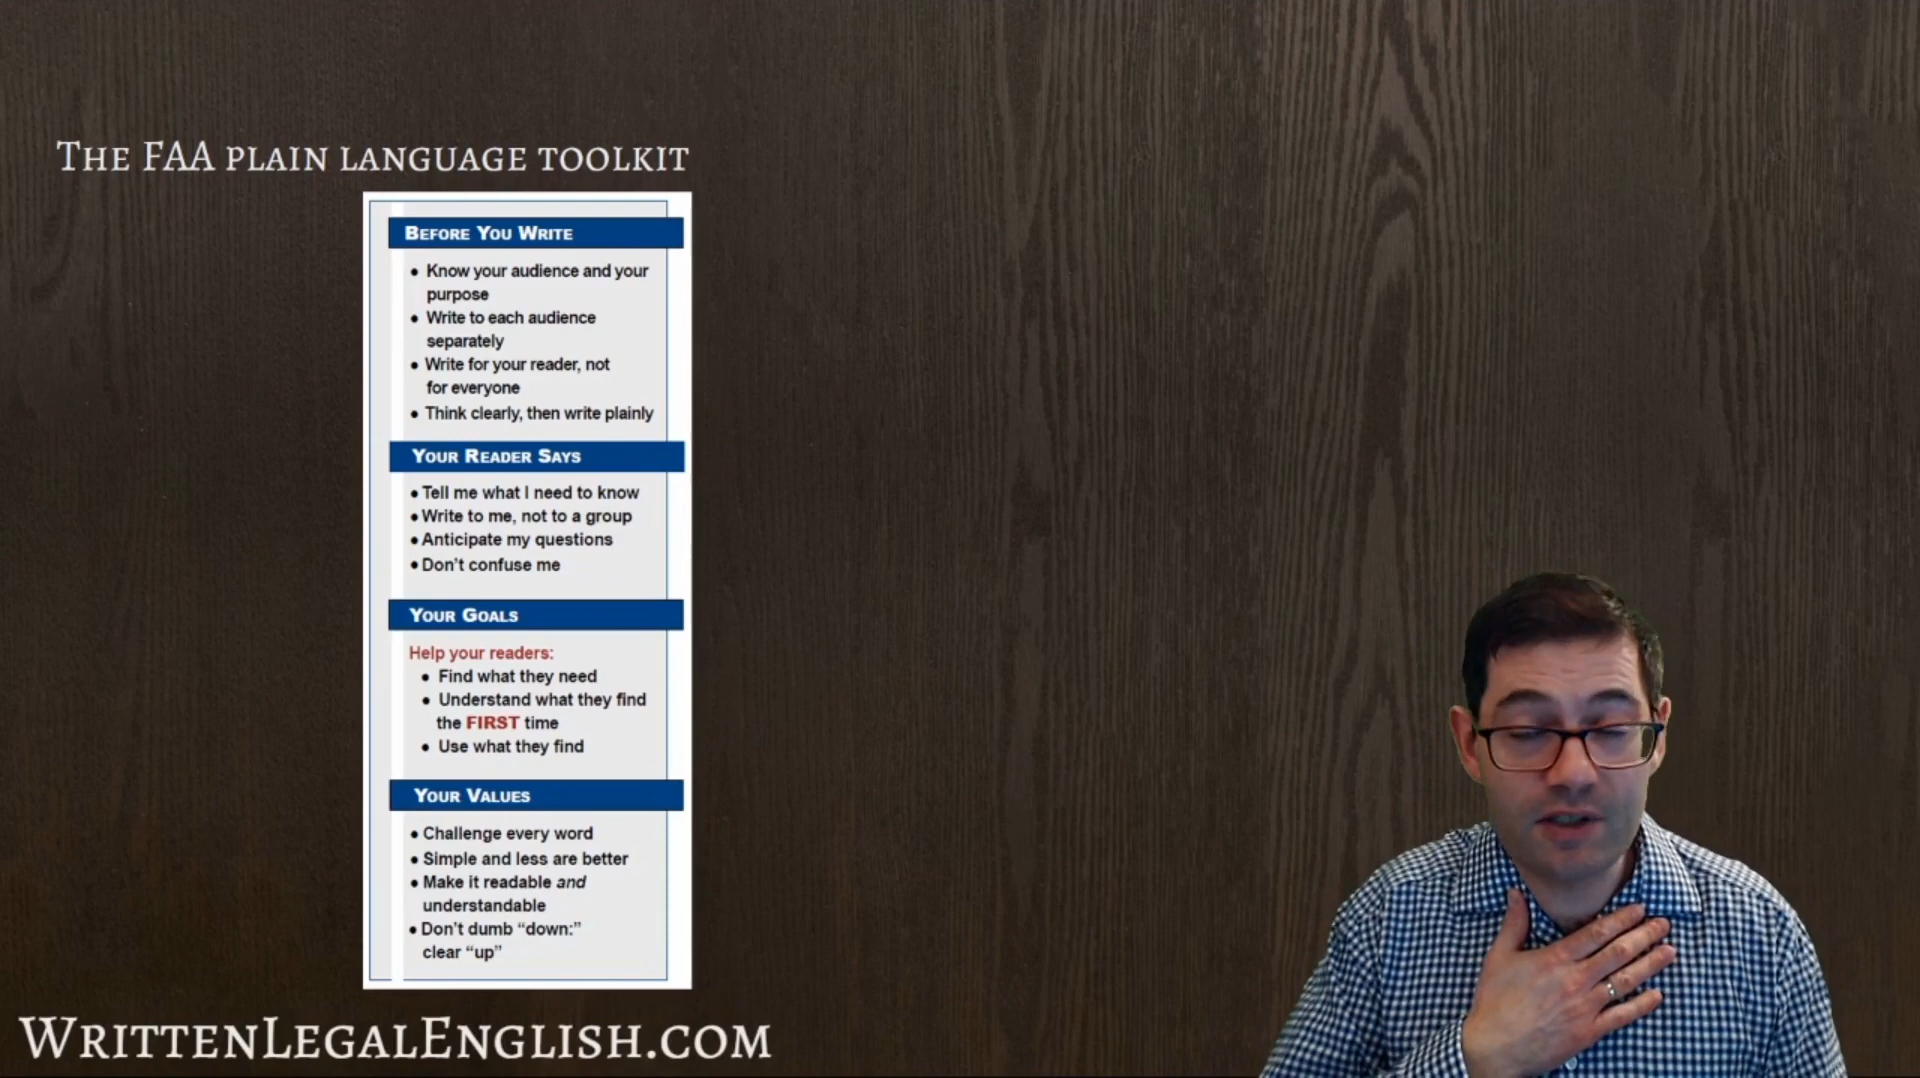 The FAA plain language toolkit
Before You Write
• Know your audience and your
purpose
• Write to each audience
separately
• Write for your reader, not
for everyone
• Think clearly, then write plainly
Your Reader Says
• Tell me what I need to know
• Write to me, not to a group
• Anticipate my questions
• Don't confuse me
Your Goals
Help your readers:
• Find what they need
• Understand what they find
the FIRST time
• Use what they find
Your Values
• Challenge every word
• Simple and less are better
• Make it readable and
understandable
• Don't dumb “down:”
clear “up”
WrittenLegalEnglish.com